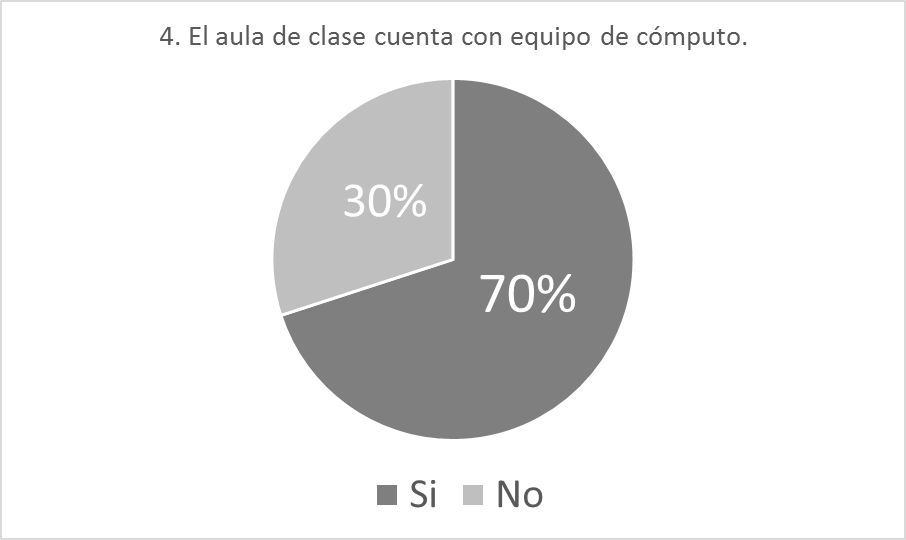 4. El aula de clase cuenta con equipo de cómputo.
30%
70%
Si No